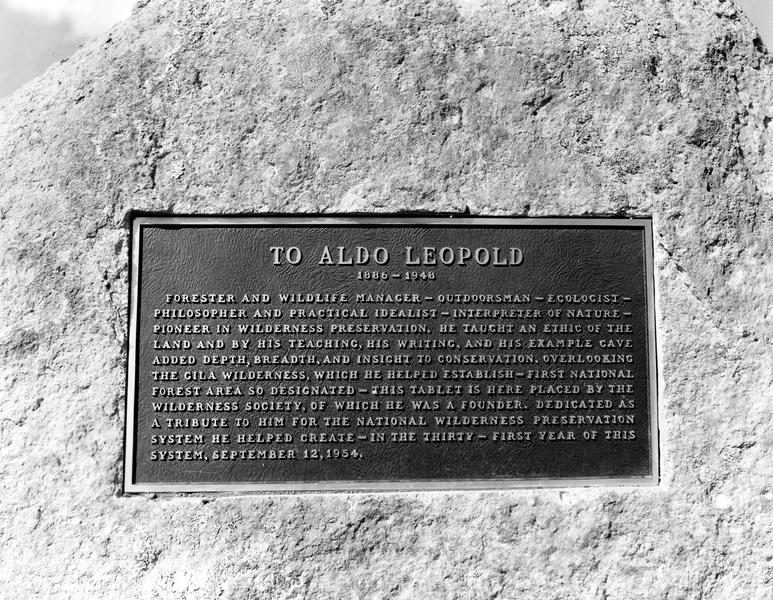 TO ALDO LEOPOLD
1886-1948
FORESTER AND WILDLIFE MANAGER — OUTDOORSMAN — ECOLOGIST —
PHILOSOPHER AND PRACTICAL IDEALIST — INTERPRETER OF NATURE —
PIONEER IN WILDERNESS PRESERVATION. HE TAUGHT AN ETHIC OF THE
LAND AND BY HIS TEACHING, HIS WRITING, AND HIS EXAMPLE GAVE
ADDED DEPTH, BREADTH, AND INSIGHT TO CONSERVATION. OVERLOOKING
THE GILA WILDERNESS, WHICH HE HELPED ESTABLISH — FIRST NATIONAL
FOREST AREA SO DESIGNATED — THIS TABLET IS HERE PLACED BY THE
WILDERNESS SOCIETY, OF WHICH HE WAS A FOUNDER. DEDICATED AS
A TRIBUTE TO HIM FOR THE NATIONAL WILDERNESS PRESERVATION
SYSTEM HE HELPED CREATE — IN THE THIRTY — FIRST YEAR OF THIS
SYSTEM, SEPTEMBER 12, 1954.